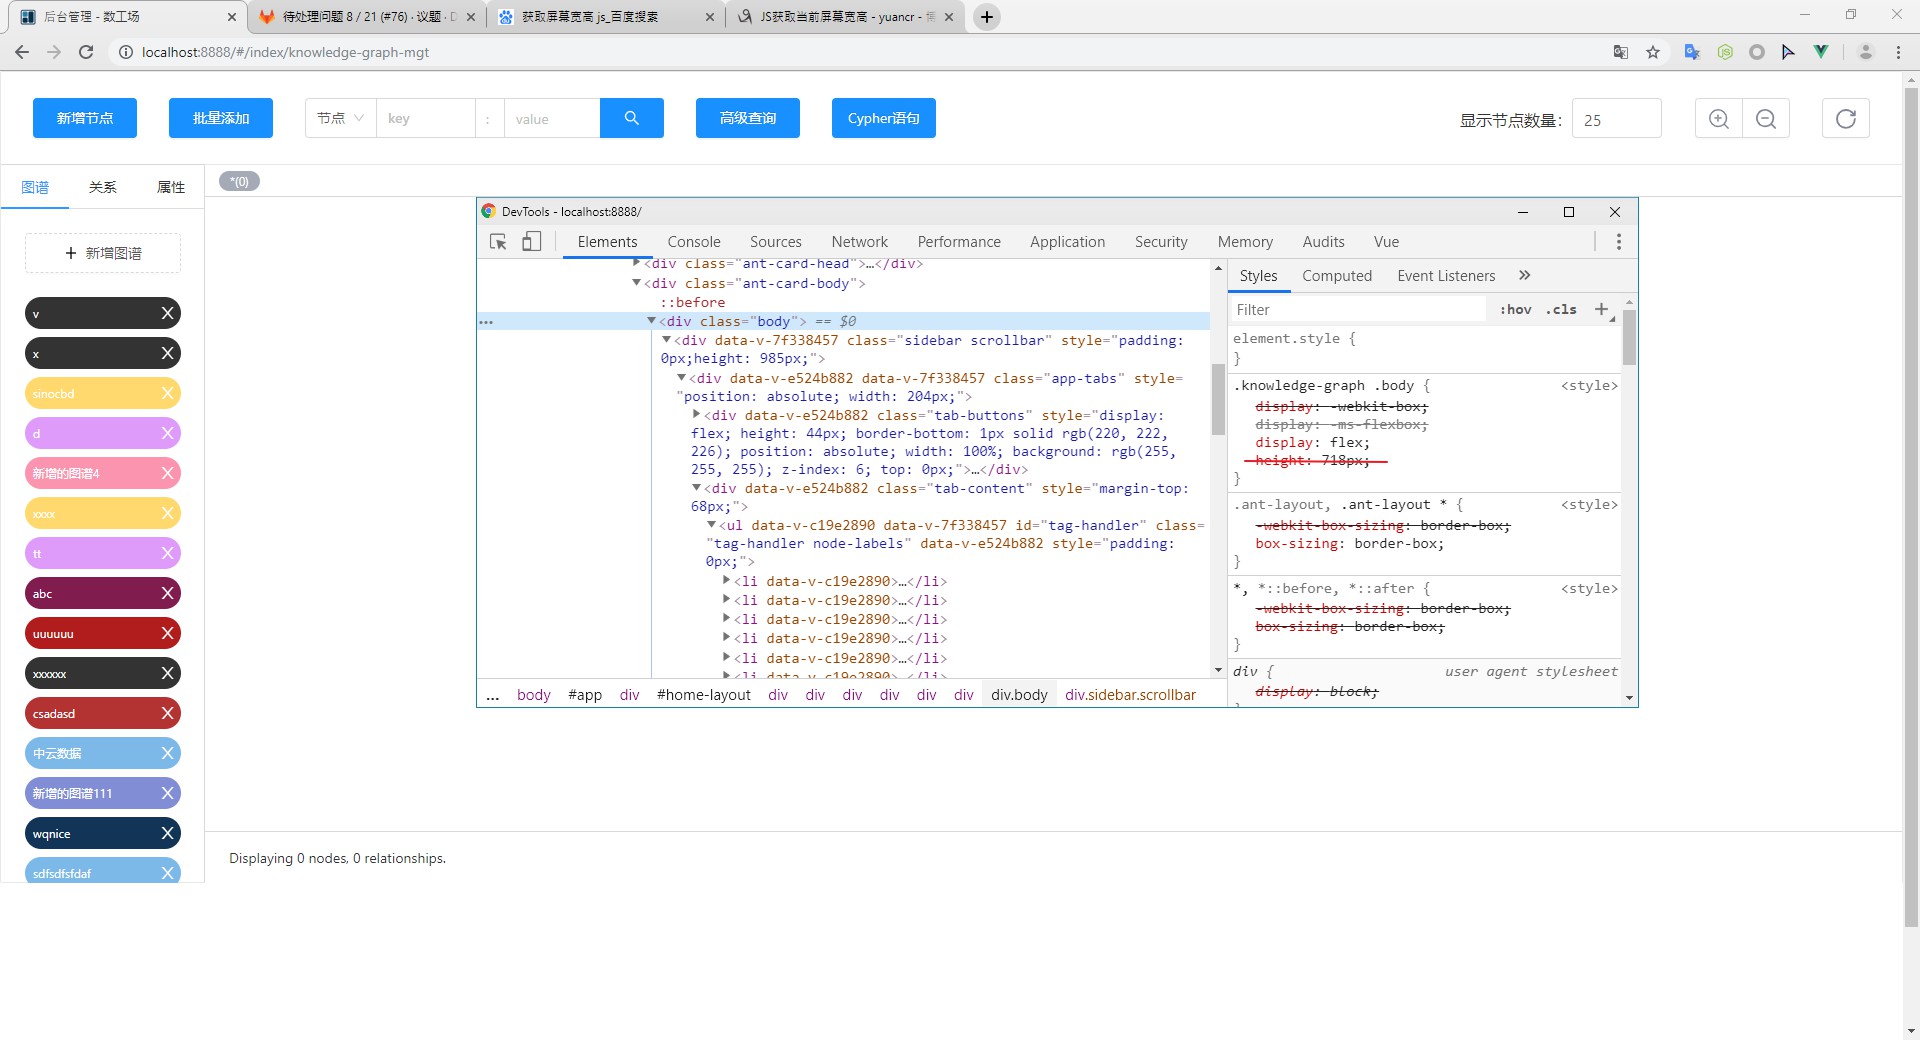 后台管理 - 数工场
待处理问题 8 / 21 (#76) · 议题 · D
获取屏幕宽高 js_百度搜索
JS获取当前屏幕宽高 - yuancr - 博
localhost:8888/#/index/knowledge-graph-mgt
新增节点
批量添加
节点
key
:
value
高级查询
Cypher语句
显示节点数量:
25
图谱
关系
属性
*(0)
+ 新增图谱
v X
x X
sinocbd X
d X
新增的图谱4 X
xxxx X
tt X
abc X
uuuuuu X
xxxxxx X
csadasd X
中云数据 X
新增的图谱111 X
wqnice X
sdfsdfsfdaf X
DevTools - localhost:8888/
Elements Console Sources Network Performance Application Security Memory Audits Vue
<div class="ant-card-head">…</div>
<div class="ant-card-body">
::before
... <div class="body"> == $0
<div data-v-7f338457 class="sidebar scrollbar" style="padding:
0px;height: 985px;">
<div data-v-e524b882 data-v-7f338457 class="app-tabs" style=
"position: absolute; width: 204px;">
<div data-v-e524b882 class="tab-buttons" style="display:
flex; height: 44px; border-bottom: 1px solid rgb(220, 222,
226); position: absolute; width: 100%; background: rgb(255,
255, 255); z-index: 6; top: 0px;">…</div>
<div data-v-e524b882 class="tab-content" style="margin-top:
68px;">
<ul data-v-c19e2890 data-v-7f338457 id="tag-handler" class=
"tag-handler node-labels" data-v-e524b882 style="padding:
0px;">
<li data-v-c19e2890>…</li>
<li data-v-c19e2890>…</li>
<li data-v-c19e2890>…</li>
<li data-v-c19e2890>…</li>
<li data-v-c19e2890>…</li>
<li data-v-c19e2890>…</li>
... body #app div #home-layout div div div div div div div.body div.sidebar.scrollbar
Styles Computed Event Listeners »
Filter :hov .cls +
element.style {
}
.knowledge-graph .body { <style>
display: -webkit-box;
display: -ms-flexbox;
display: flex;
height: 718px;
}
.ant-layout, .ant-layout * { <style>
-webkit-box-sizing: border-box;
box-sizing: border-box;
}
*, *::before, *::after { <style>
-webkit-box-sizing: border-box;
box-sizing: border-box;
}
div { user agent stylesheet
display: block;
}
Displaying 0 nodes, 0 relationships.